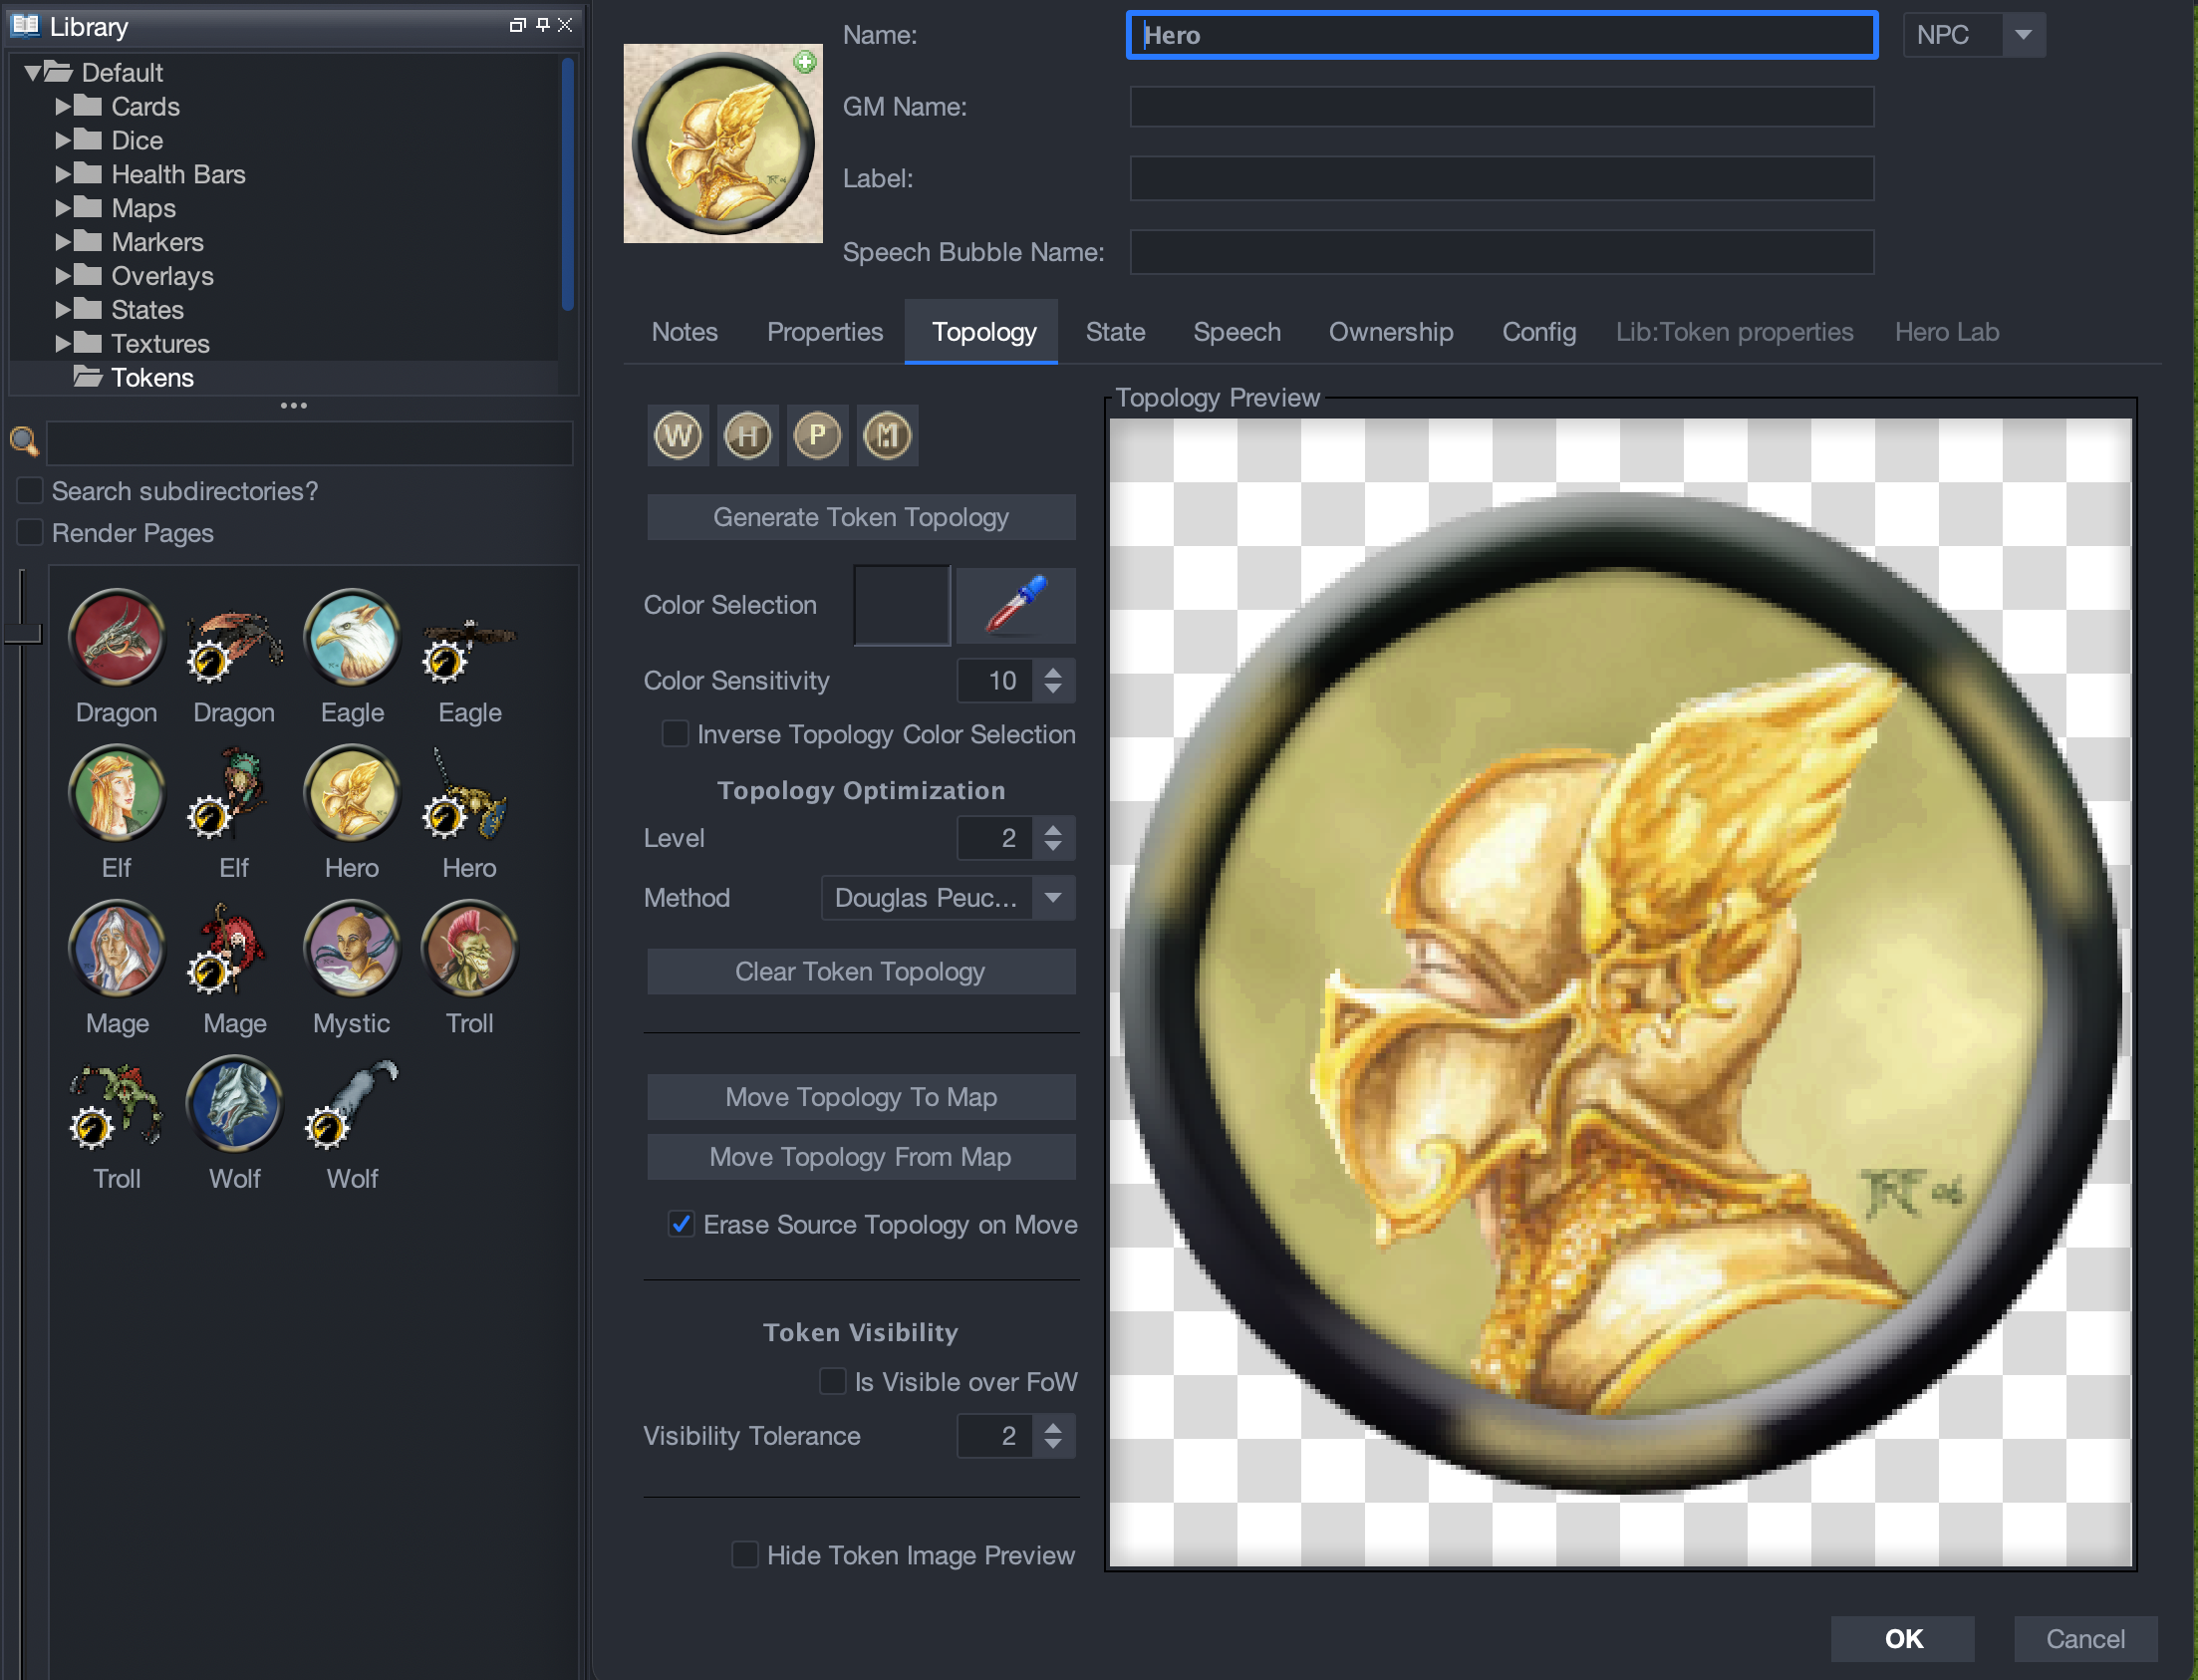 Library
Default
Cards
Dice
Health Bars
Maps
Markers
Overlays
States
Textures
Tokens
Search subdirectories?
Render Pages
Dragon Dragon Eagle Eagle
Elf Elf Hero Hero
Mage Mage Mystic Troll
Troll Wolf Wolf
Name: Hero NPC
GM Name:
Label:
Speech Bubble Name:
Notes Properties Topology State Speech Ownership Config Lib:Token properties Hero Lab
W H P M
Generate Token Topology
Color Selection
Color Sensitivity 10
Inverse Topology Color Selection
Topology Optimization
Level 2
Method Douglas Peuc...
Clear Token Topology
Move Topology To Map
Move Topology From Map
Erase Source Topology on Move
Token Visibility
Is Visible over FoW
Visibility Tolerance 2
Hide Token Image Preview
Topology Preview
OK Cancel